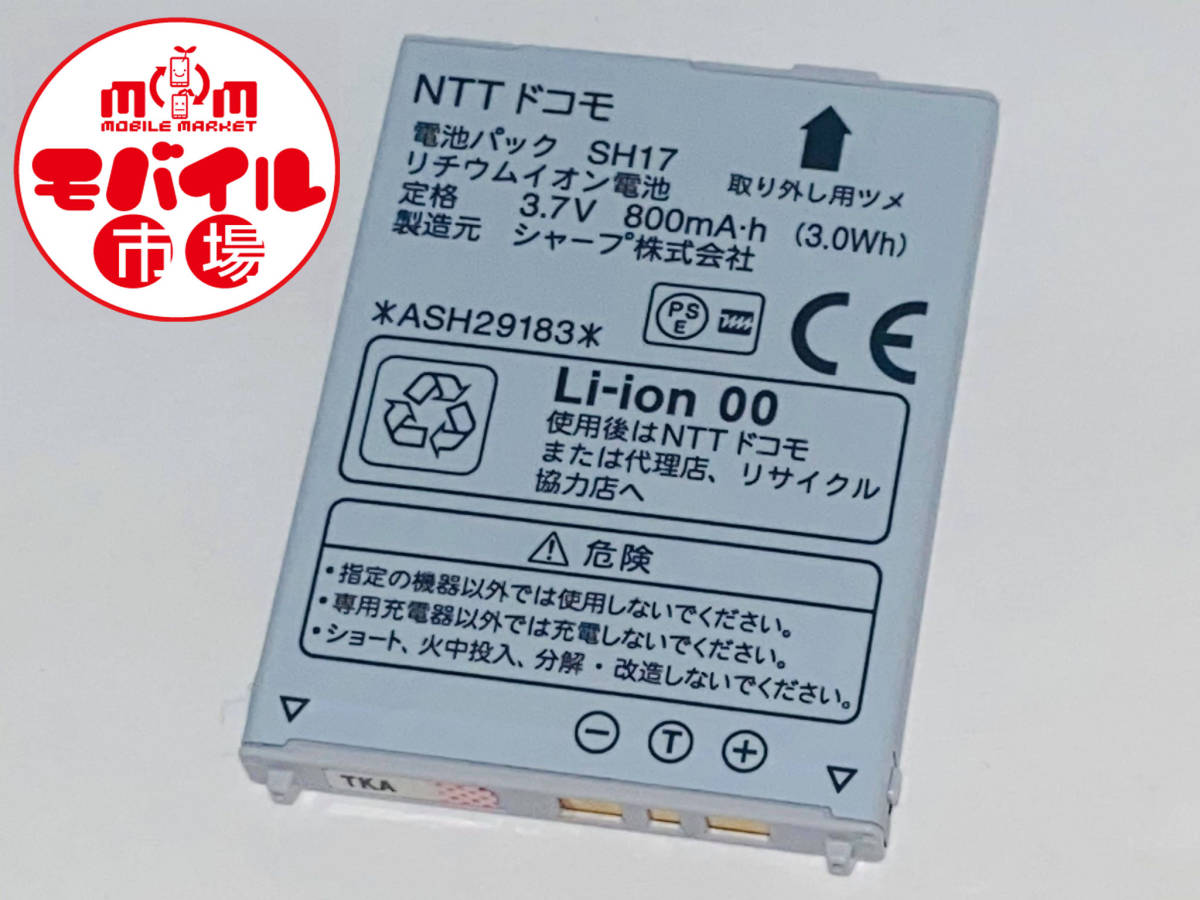 MOBILE MARKET
モバイル
市場
NTT ドコモ
電池パック SH17
リチウムイオン電池
定格 3.7V 800mA·h (3.0Wh)
製造元 シャープ株式会社
取り外し用ツメ
*ASH29183*
PS
E
CE
Li-ion 00
使用後はNTT ドコモ
または代理店、リサイクル
協力店へ
危険
・指定の機器以外では使用しないでください。
・専用充電器以外では充電しないでください。
・ショート、火中投入、分解・改造しないでください。
− T +
TKA